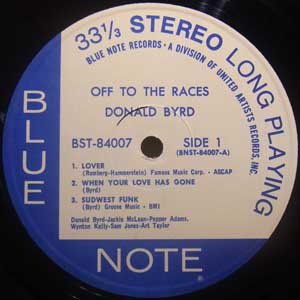 33 1/3 STEREO LONG PLAYING
BLUE NOTE RECORDS • A DIVISION OF UNITED ARTISTS RECORDS, INC.
OFF TO THE RACES
DONALD BYRD
BST-84007
SIDE 1
(BNST-84007-A)
1. LOVER
(Romberg-Hammerstein) Famous Music Corp. - ASCAP
2. WHEN YOUR LOVE HAS GONE
(Byrd)
3. SUDWEST FUNK
(Byrd) Groove Music - BMI
Donald Byrd-Jackie McLean-Pepper Adams,
Wynton Kelly-Sam Jones-Art Taylor
BLUE
NOTE
®